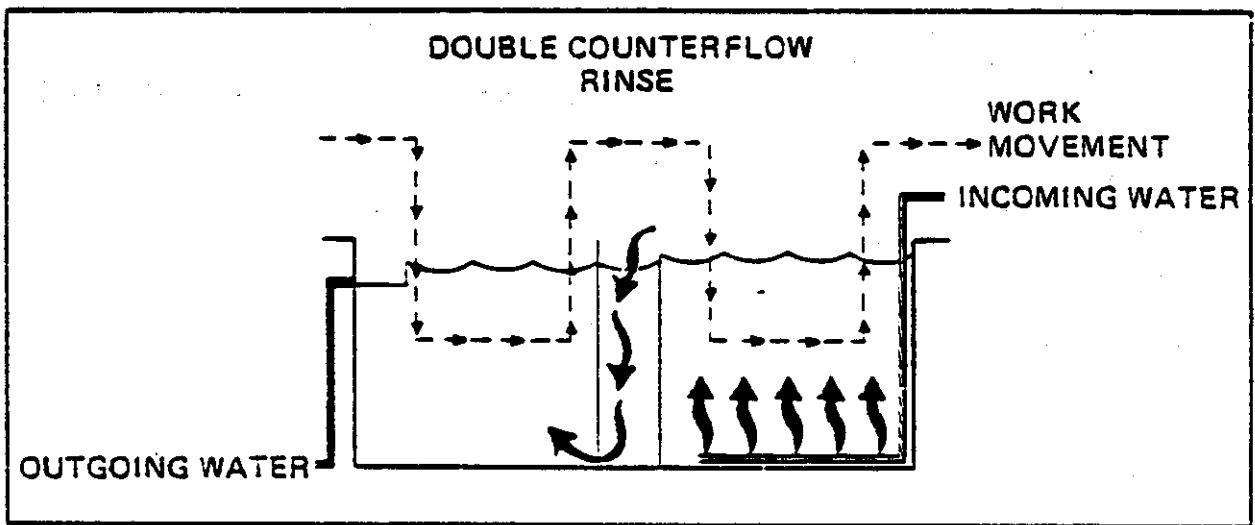 DOUBLE COUNTERFLOW
RINSE
WORK
MOVEMENT
INCOMING WATER
OUTGOING WATER